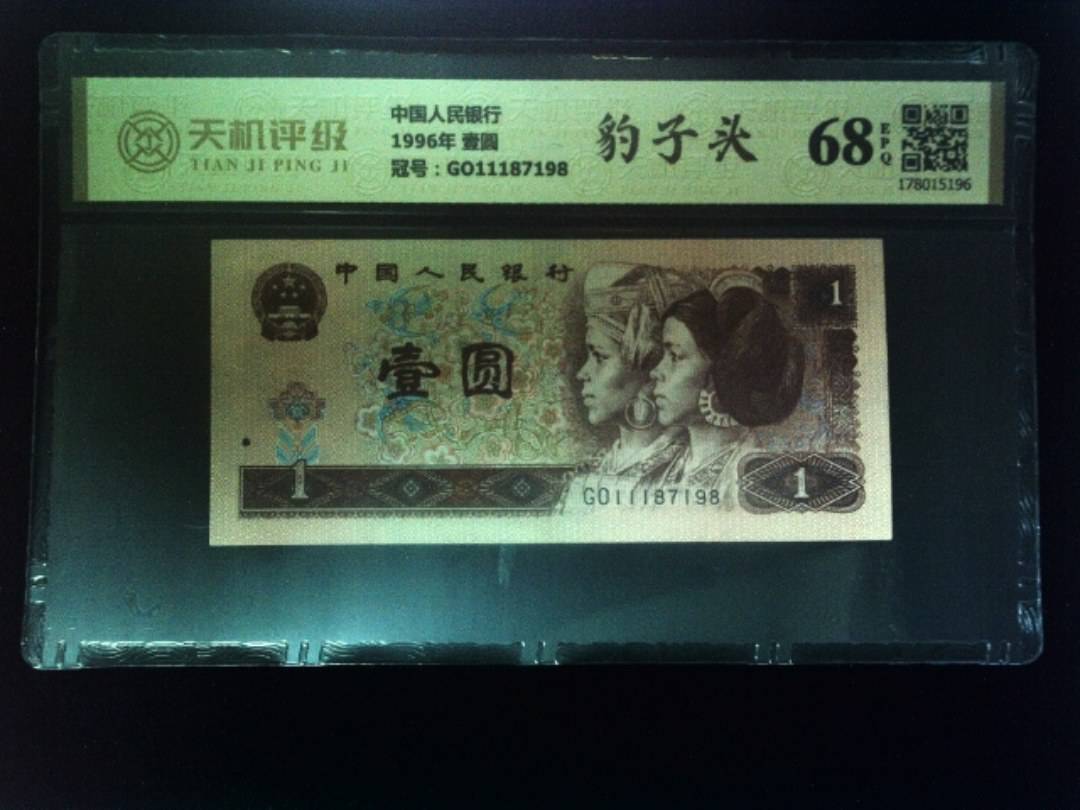 天机评级
TIAN JI PING JI
中国人民银行
1996年 壹圆
冠号：GO11187198
豹子头
68
EPQ
178015196
中国人民银行
1
壹圆
1
GO11187198
1